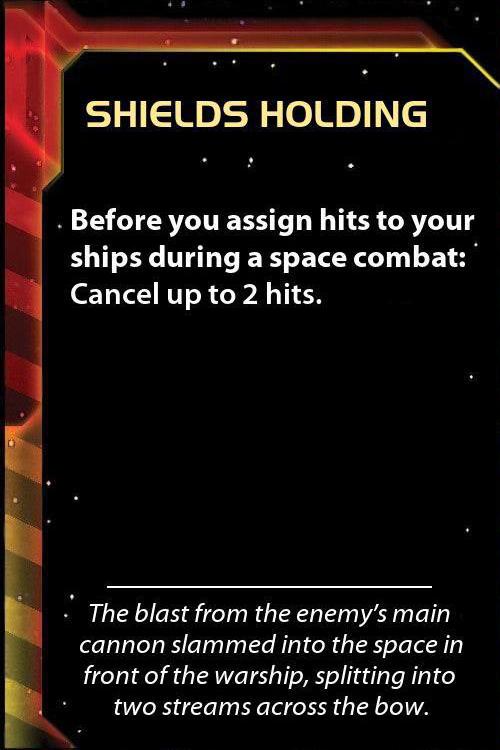 SHIELDS HOLDING
Before you assign hits to your
ships during a space combat:
Cancel up to 2 hits.
The blast from the enemy’s main
cannon slammed into the space in
front of the warship, splitting into
two streams across the bow.